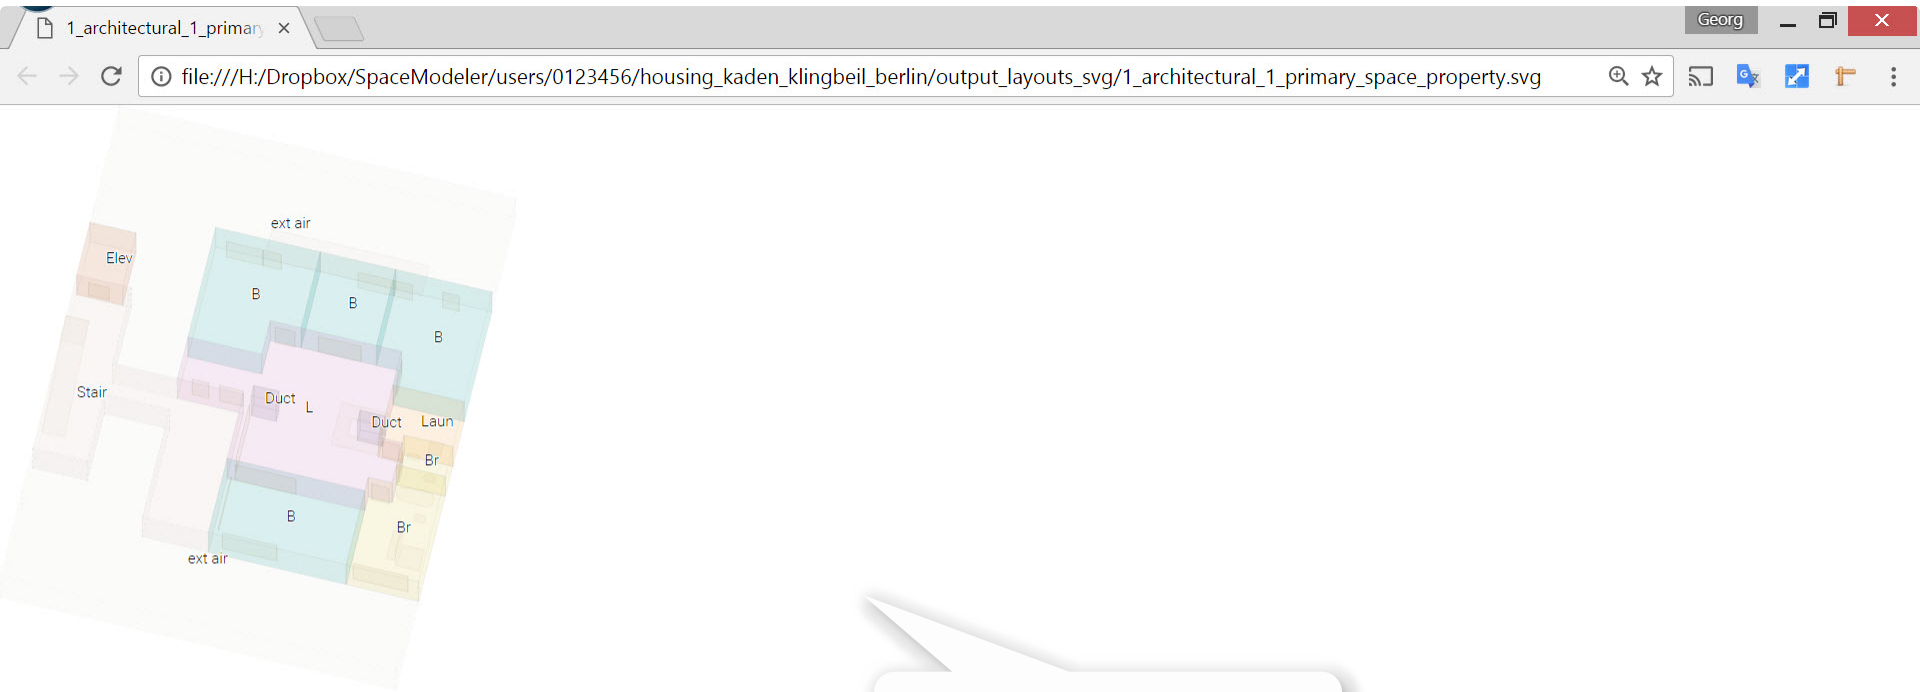 1_architectural_1_primary
Georg
file:///H:/Dropbox/SpaceModeler/users/0123456/housing_kaden_klingbeil_berlin/output_layouts_svg/1_architectural_1_primary_space_property.svg
ext air
Elev
B
B
B
Stair
Duct
L
Duct
Laun
Br
B
Br
ext air